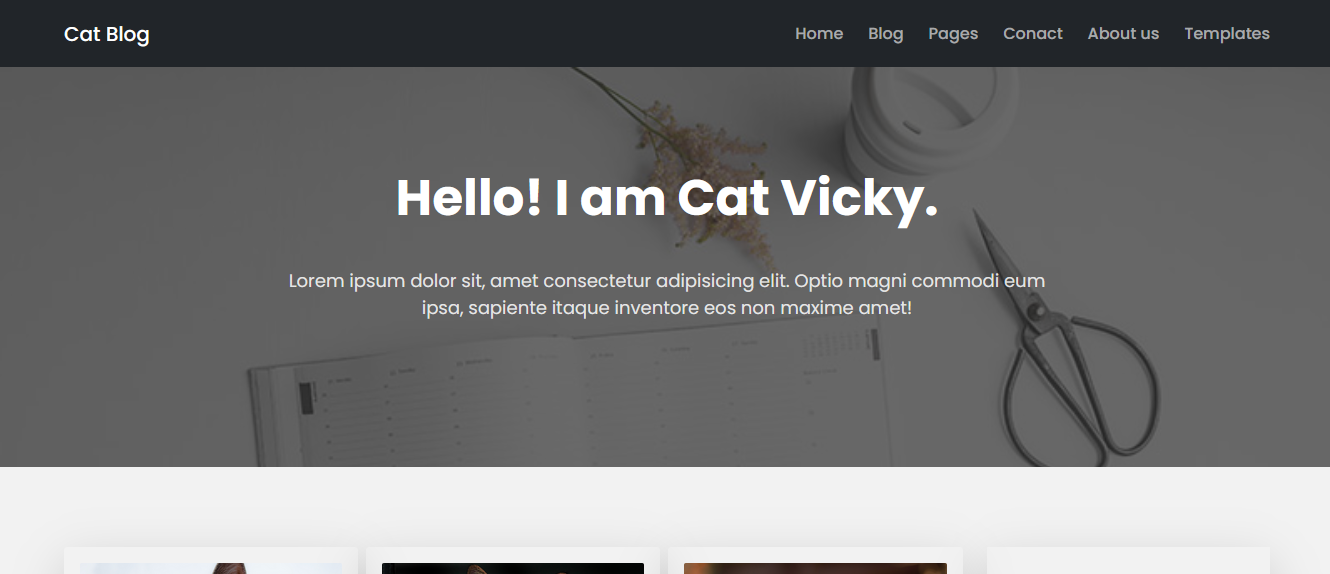 Cat Blog
Home Blog Pages Conact About us Templates
Hello! I am Cat Vicky.
Lorem ipsum dolor sit, amet consectetur adipisicing elit. Optio magni commodi eum
ipsa, sapiente itaque inventore eos non maxime amet!